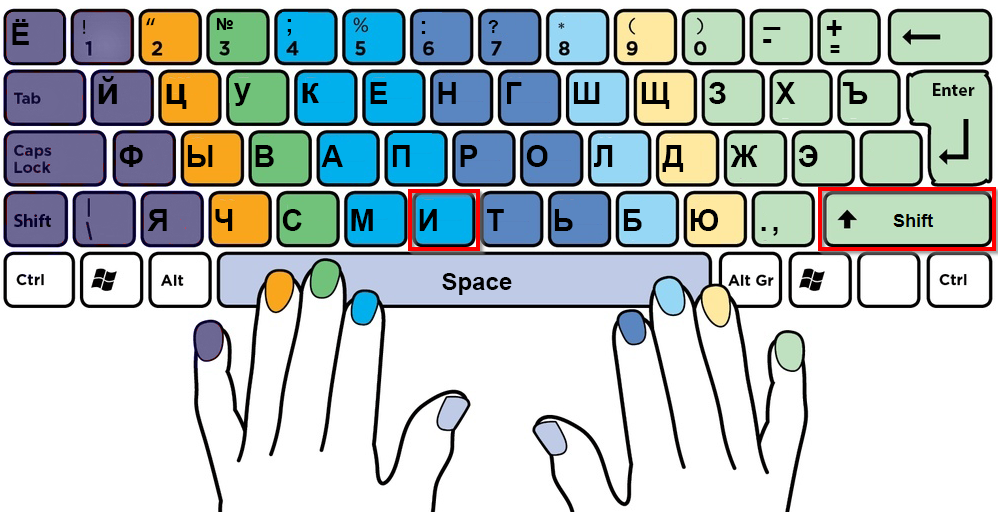 Ё ! 1 “ 2 № 3 ; 4 % 5 : 6 ? 7 * 8 ( 9 ) 0 — - + =
Tab Й Ц У К Е Н Г Ш Щ З Х Ъ Enter
Caps Lock Ф Ы В А П Р О Л Д Ж Э
Shift | \ Я Ч С М И Т Ь Б Ю . , Shift
Ctrl Alt Space Alt Gr Ctrl